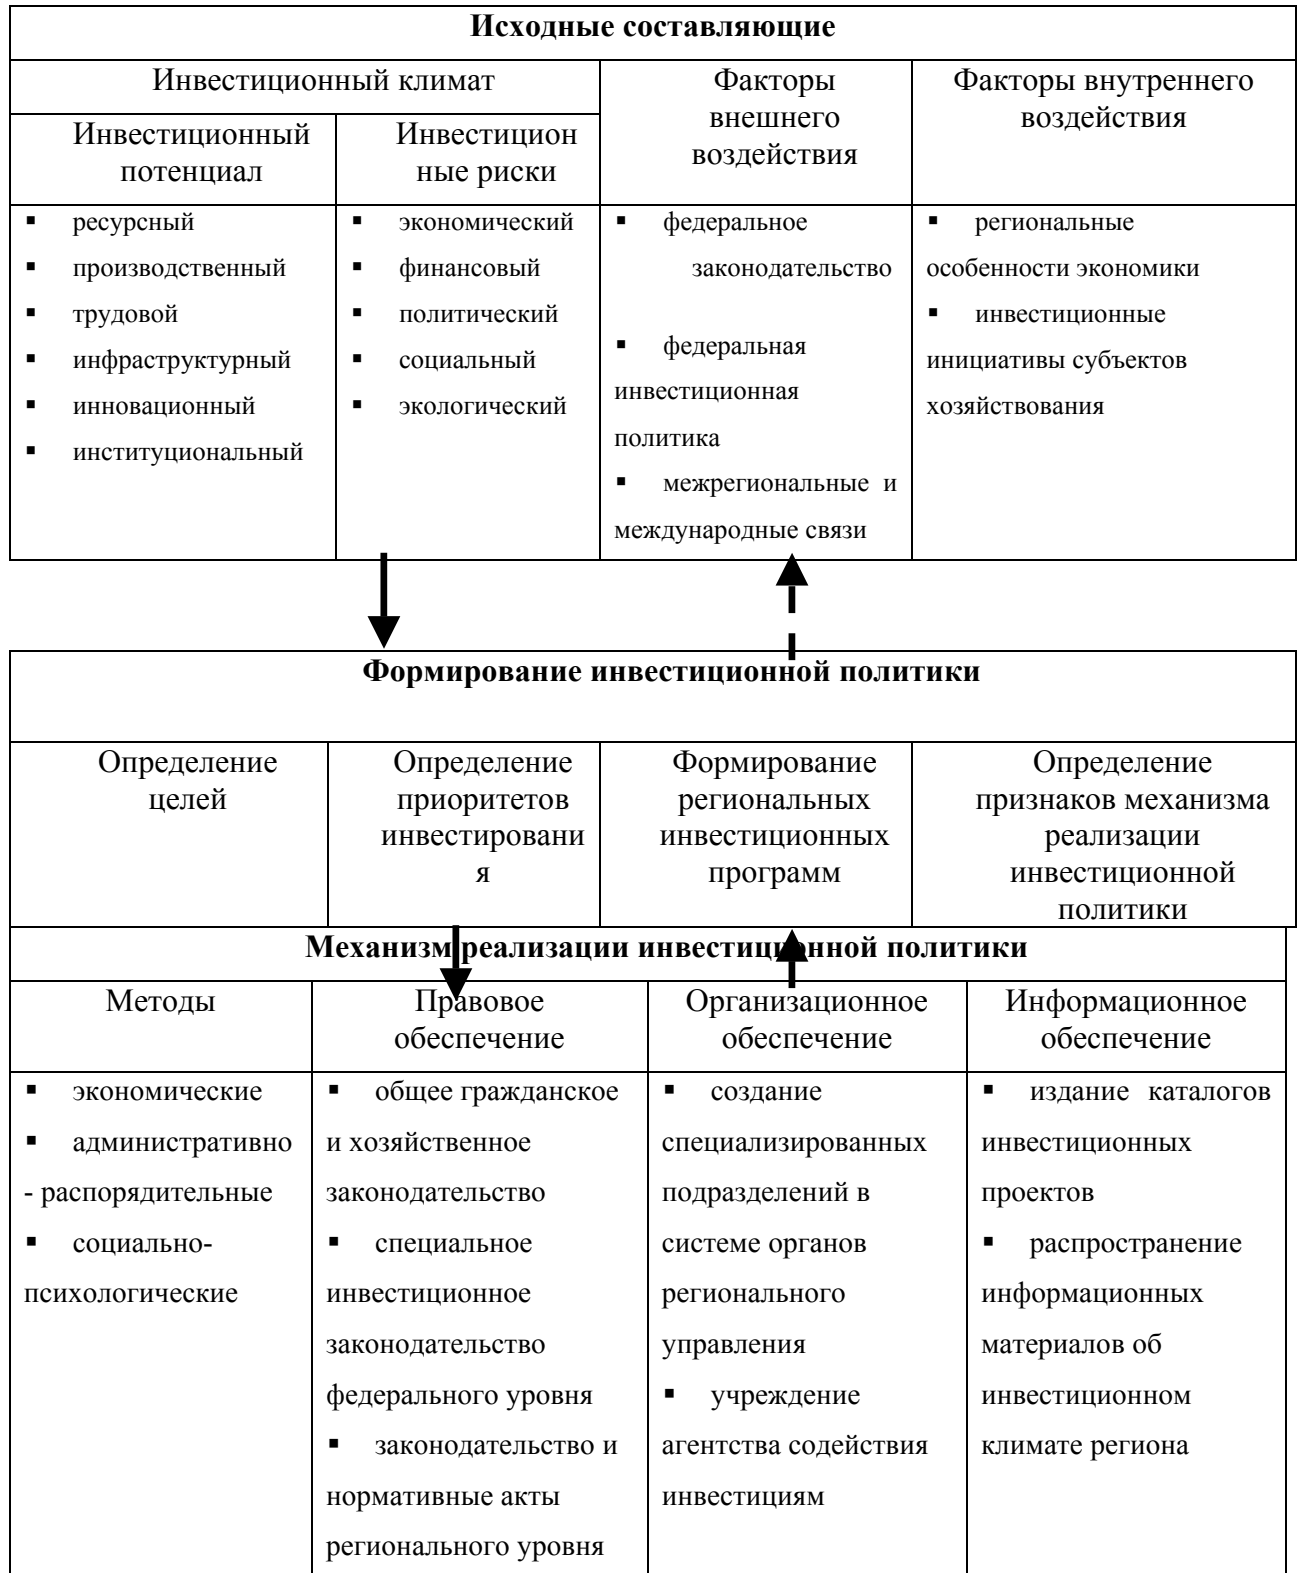 Исходные составляющие
Инвестиционный климат
Факторы
внешнего
воздействия
Факторы внутреннего
воздействия
Инвестиционный
потенциал
Инвестицион
ные риски
▪ ресурсный
▪ производственный
▪ трудовой
▪ инфраструктурный
▪ инновационный
▪ институциональный
▪ экономический
▪ финансовый
▪ политический
▪ социальный
▪ экологический
▪ федеральное
законодательство
▪ федеральная
инвестиционная
политика
▪ межрегиональные и
международные связи
▪ региональные
особенности экономики
▪ инвестиционные
инициативы субъектов
хозяйствования
Формирование инвестиционной политики
Определение
целей
Определение
приоритетов
инвестировани
я
Формирование
региональных
инвестиционных
программ
Определение
признаков механизма
реализации
инвестиционной
политики
Механизм реализации инвестиционной политики
Методы
Правовое
обеспечение
Организационное
обеспечение
Информационное
обеспечение
▪ экономические
▪ административно
- распорядительные
▪ социально-
психологические
▪ общее гражданское
и хозяйственное
законодательство
▪ специальное
инвестиционное
законодательство
федерального уровня
▪ законодательство и
нормативные акты
регионального уровня
▪ создание
специализированных
подразделений в
системе органов
регионального
управления
▪ учреждение
агентства содействия
инвестициям
▪ издание каталогов
инвестиционных
проектов
▪ распространение
информационных
материалов об
инвестиционном
климате региона